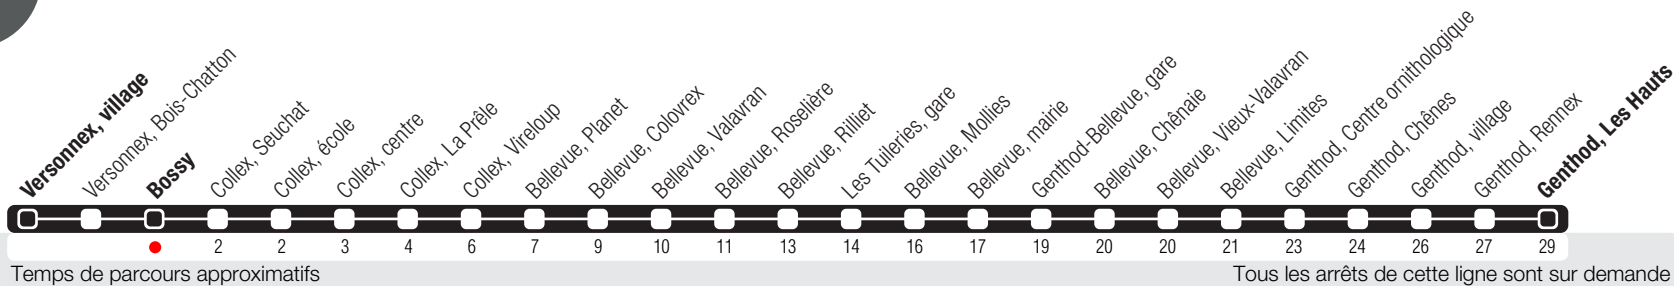 Versonnex, village
Versonnex, Bois-Chatton
Bossy
Collex, Seuchat
Collex, école
Collex, centre
Collex, La Prêle
Collex, Vireloup
Bellevue, Planet
Bellevue, Colovrex
Bellevue, Valavran
Bellevue, Roselière
Bellevue, Rilliet
Les Tuileries, gare
Bellevue, Mollies
Bellevue, mairie
Genthod-Bellevue, gare
Bellevue, Chênaie
Bellevue, Vieux-Valavran
Bellevue, Limites
Genthod, Centre ornithologique
Genthod, Chênes
Genthod, village
Genthod, Rennex
Genthod, Les Hauts
2 2 3 4 6 7 9 10 11 13 14 16 17 19 20 20 21 23 24 26 27 29
Temps de parcours approximatifs
Tous les arrêts de cette ligne sont sur demande